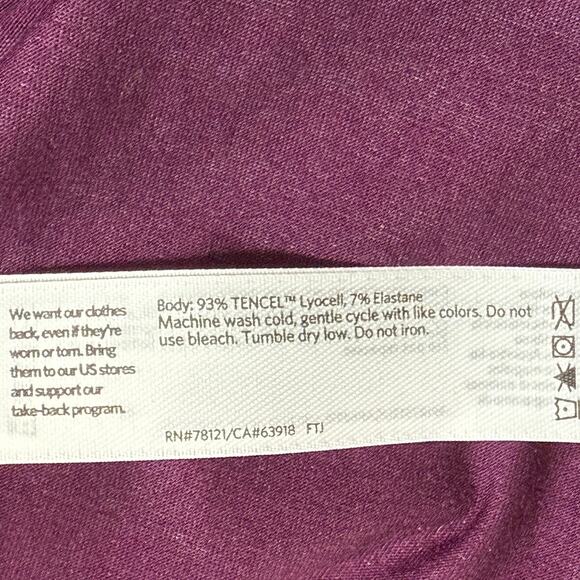 We want our clothes
back, even if they're
worn or torn. Bring
them to our US stores
and support our
take-back program.
Body: 93% TENCEL™ Lyocell, 7% Elastane
Machine wash cold, gentle cycle with like colors. Do not
use bleach. Tumble dry low. Do not iron.
RN#78121/CA#63918 FTJ